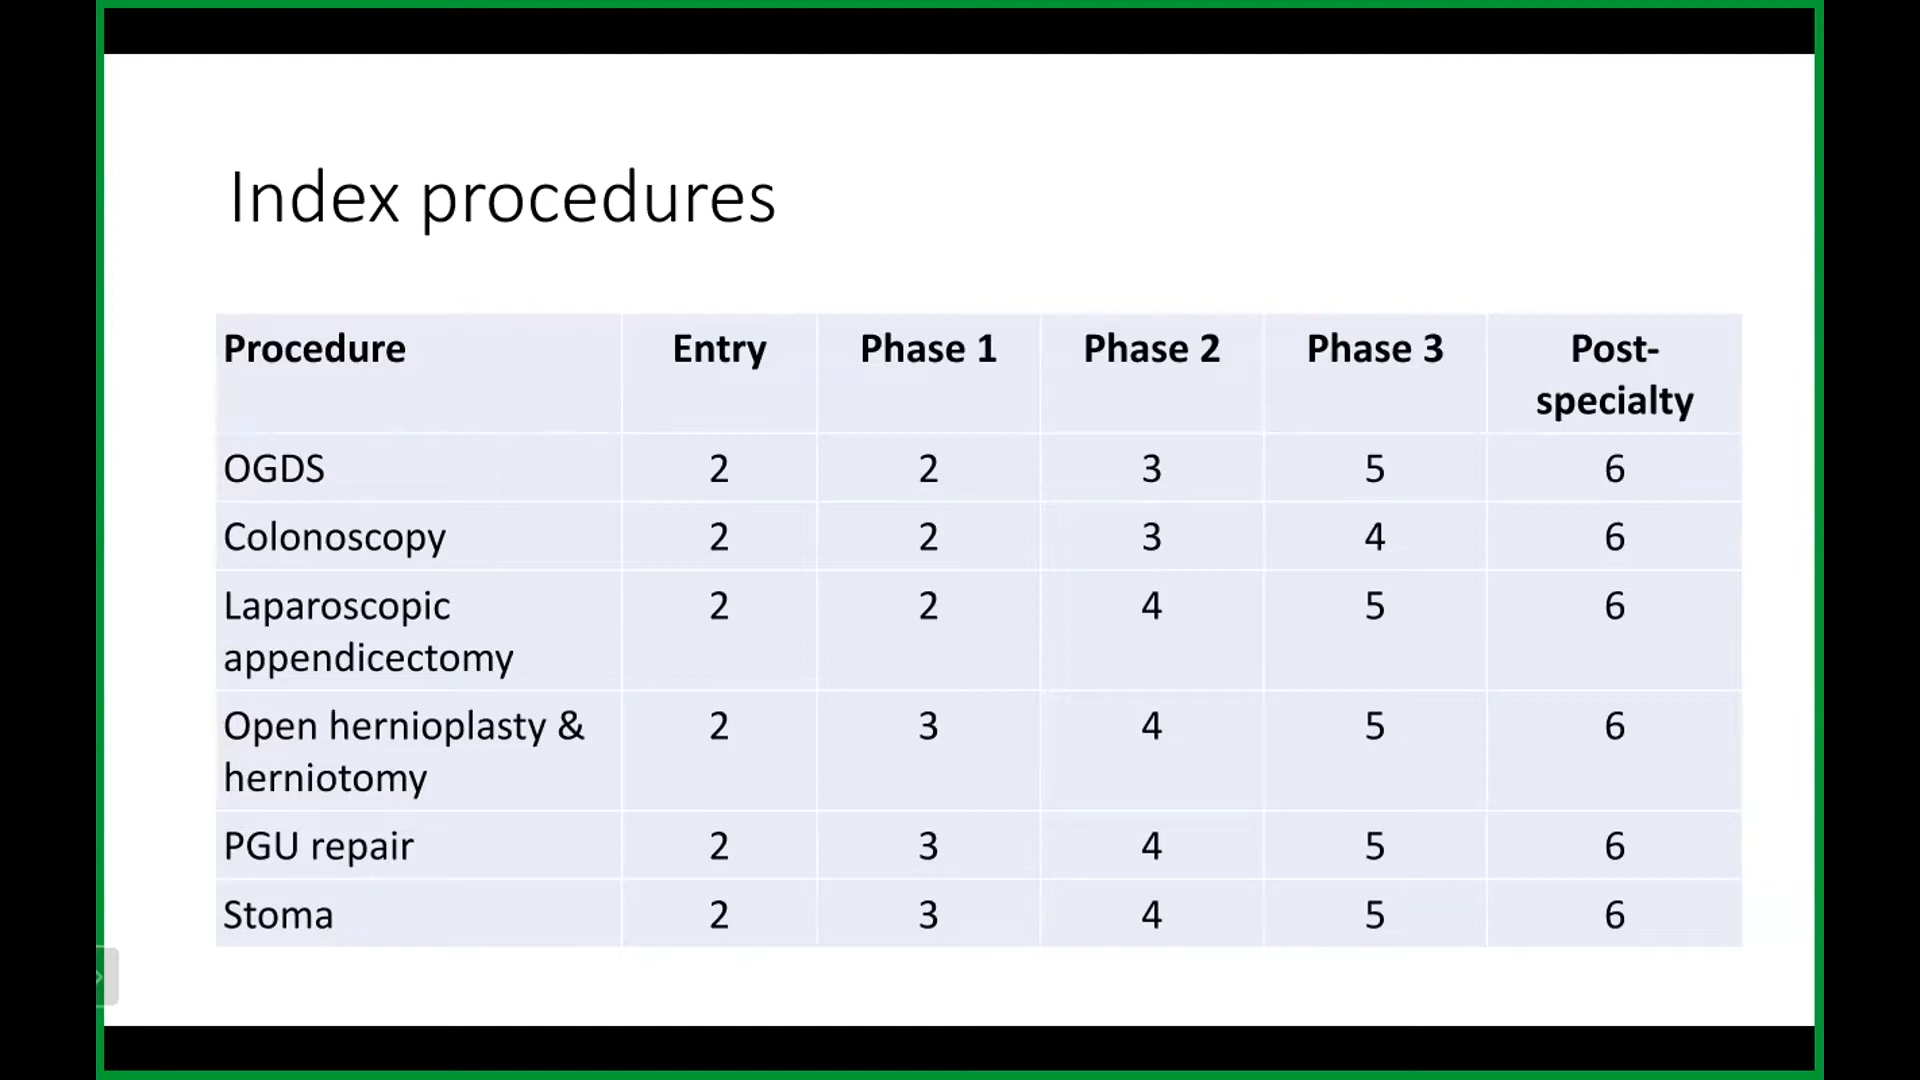 Index procedures
Procedure Entry Phase 1 Phase 2 Phase 3 Post-
specialty
OGDS 2 2 3 5 6
Colonoscopy 2 2 3 4 6
Laparoscopic 2 2 4 5 6
appendicectomy
Open hernioplasty & 2 3 4 5 6
herniotomy
PGU repair 2 3 4 5 6
Stoma 2 3 4 5 6